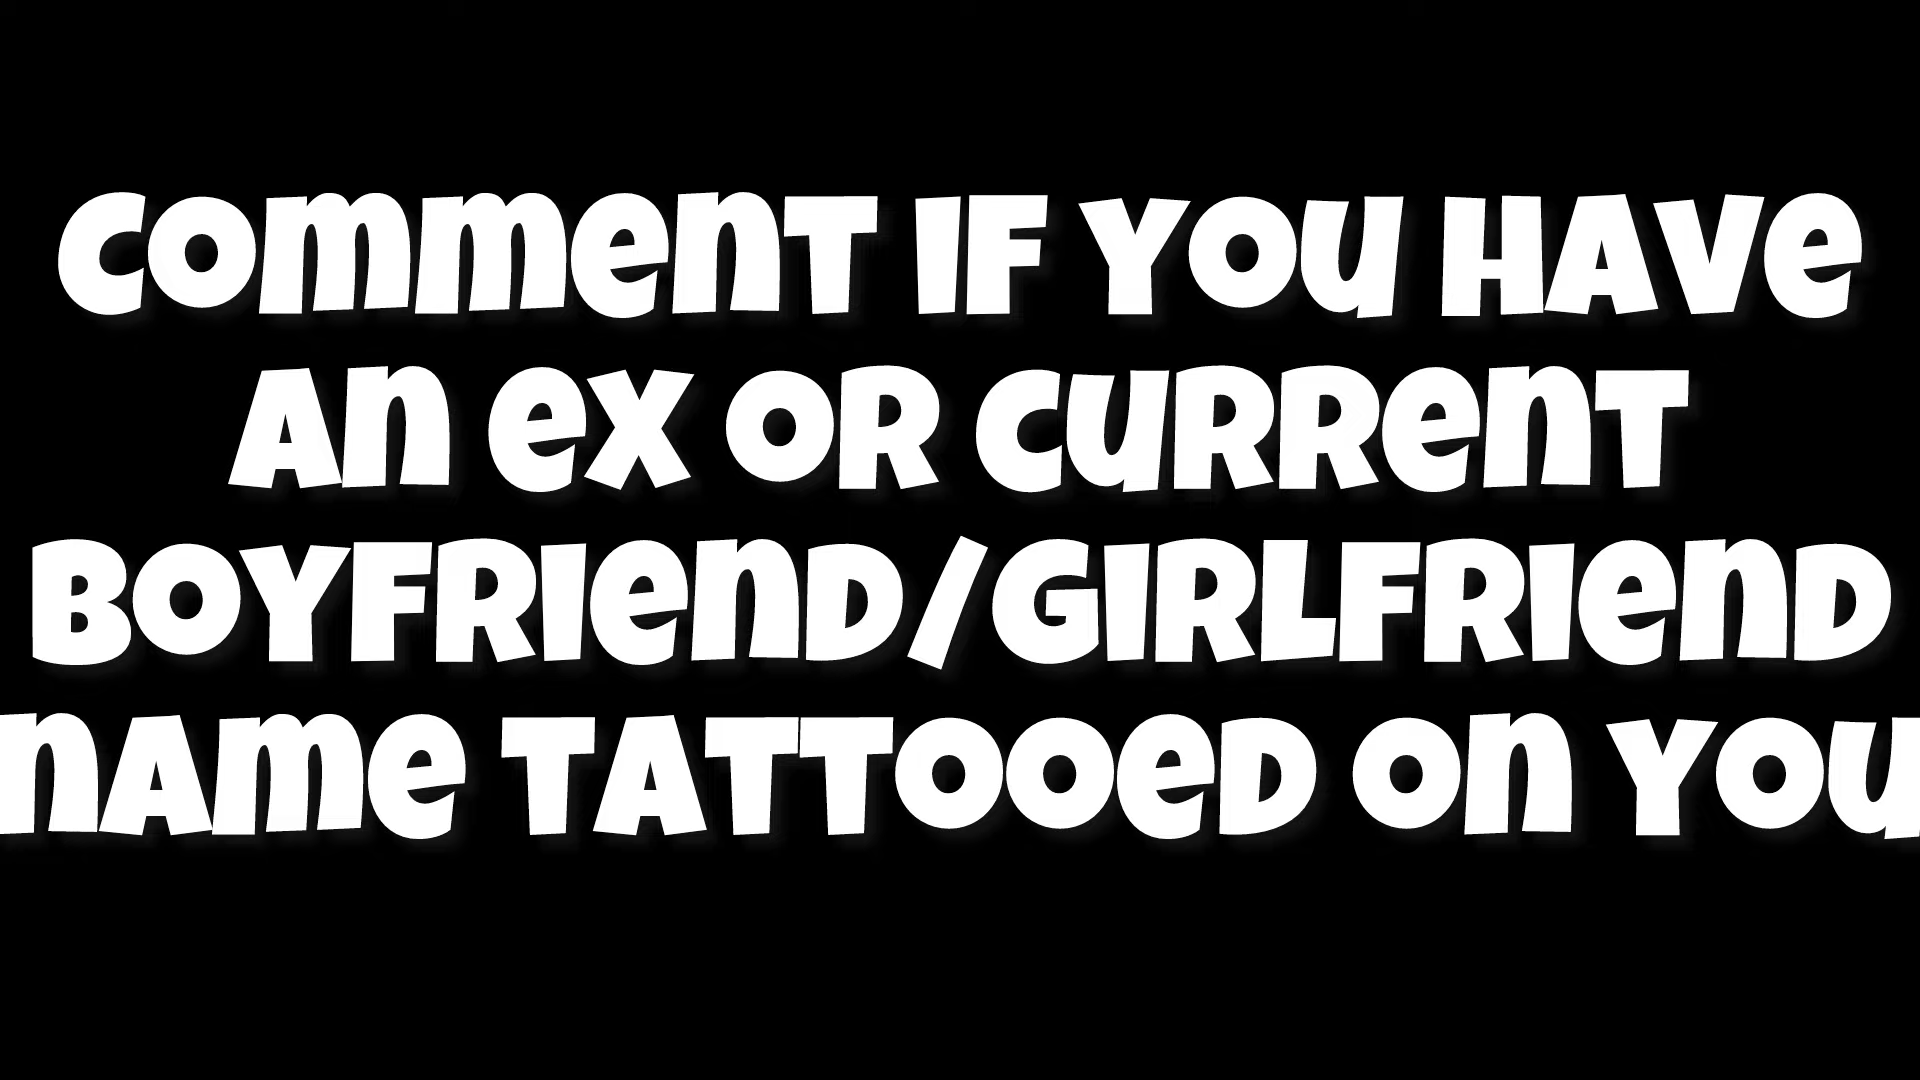 Comment if you have
an ex or current
boyfriend/girlfriend
name tattooed on you